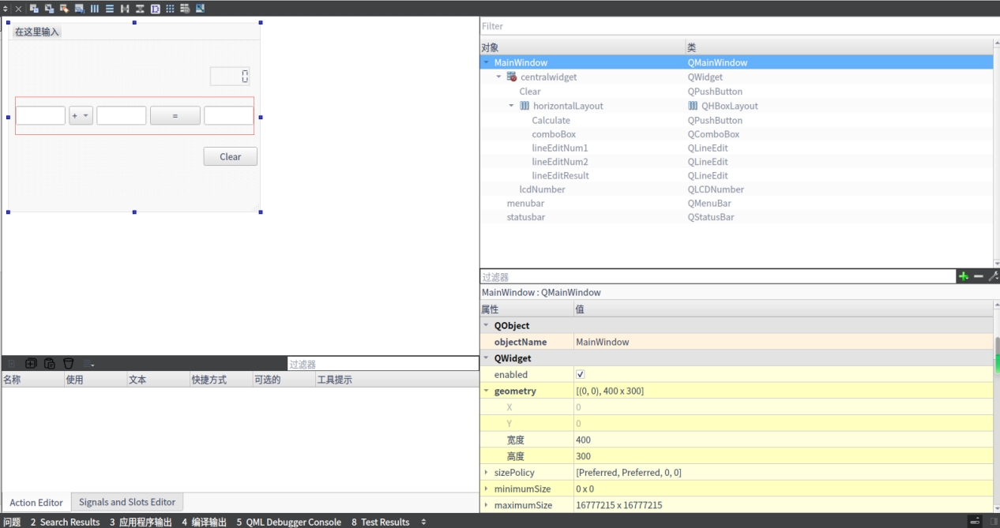 Filter
在这里输入
对象 类
MainWindow QMainWindow
centralwidget QWidget
Clear QPushButton
horizontalLayout QHBoxLayout
Calculate QPushButton
comboBox QComboBox
lineEditNum1 QLineEdit
lineEditNum2 QLineEdit
lineEditResult QLineEdit
lcdNumber QLCDNumber
menubar QMenuBar
statusbar QStatusBar
0
+ =
Clear
过滤器
MainWindow : QMainWindow
属性 值
QObject
objectName MainWindow
QWidget
enabled
geometry [(0, 0), 400 x 300]
X 0
Y 0
宽度 400
高度 300
sizePolicy [Preferred, Preferred, 0, 0]
minimumSize 0 x 0
maximumSize 16777215 x 16777215
过滤器
名称 使用 文本 快捷方式 可选的 工具提示
Action Editor Signals and Slots Editor
问题 2 Search Results 3 应用程序输出 4 编译输出 5 QML Debugger Console 8 Test Results